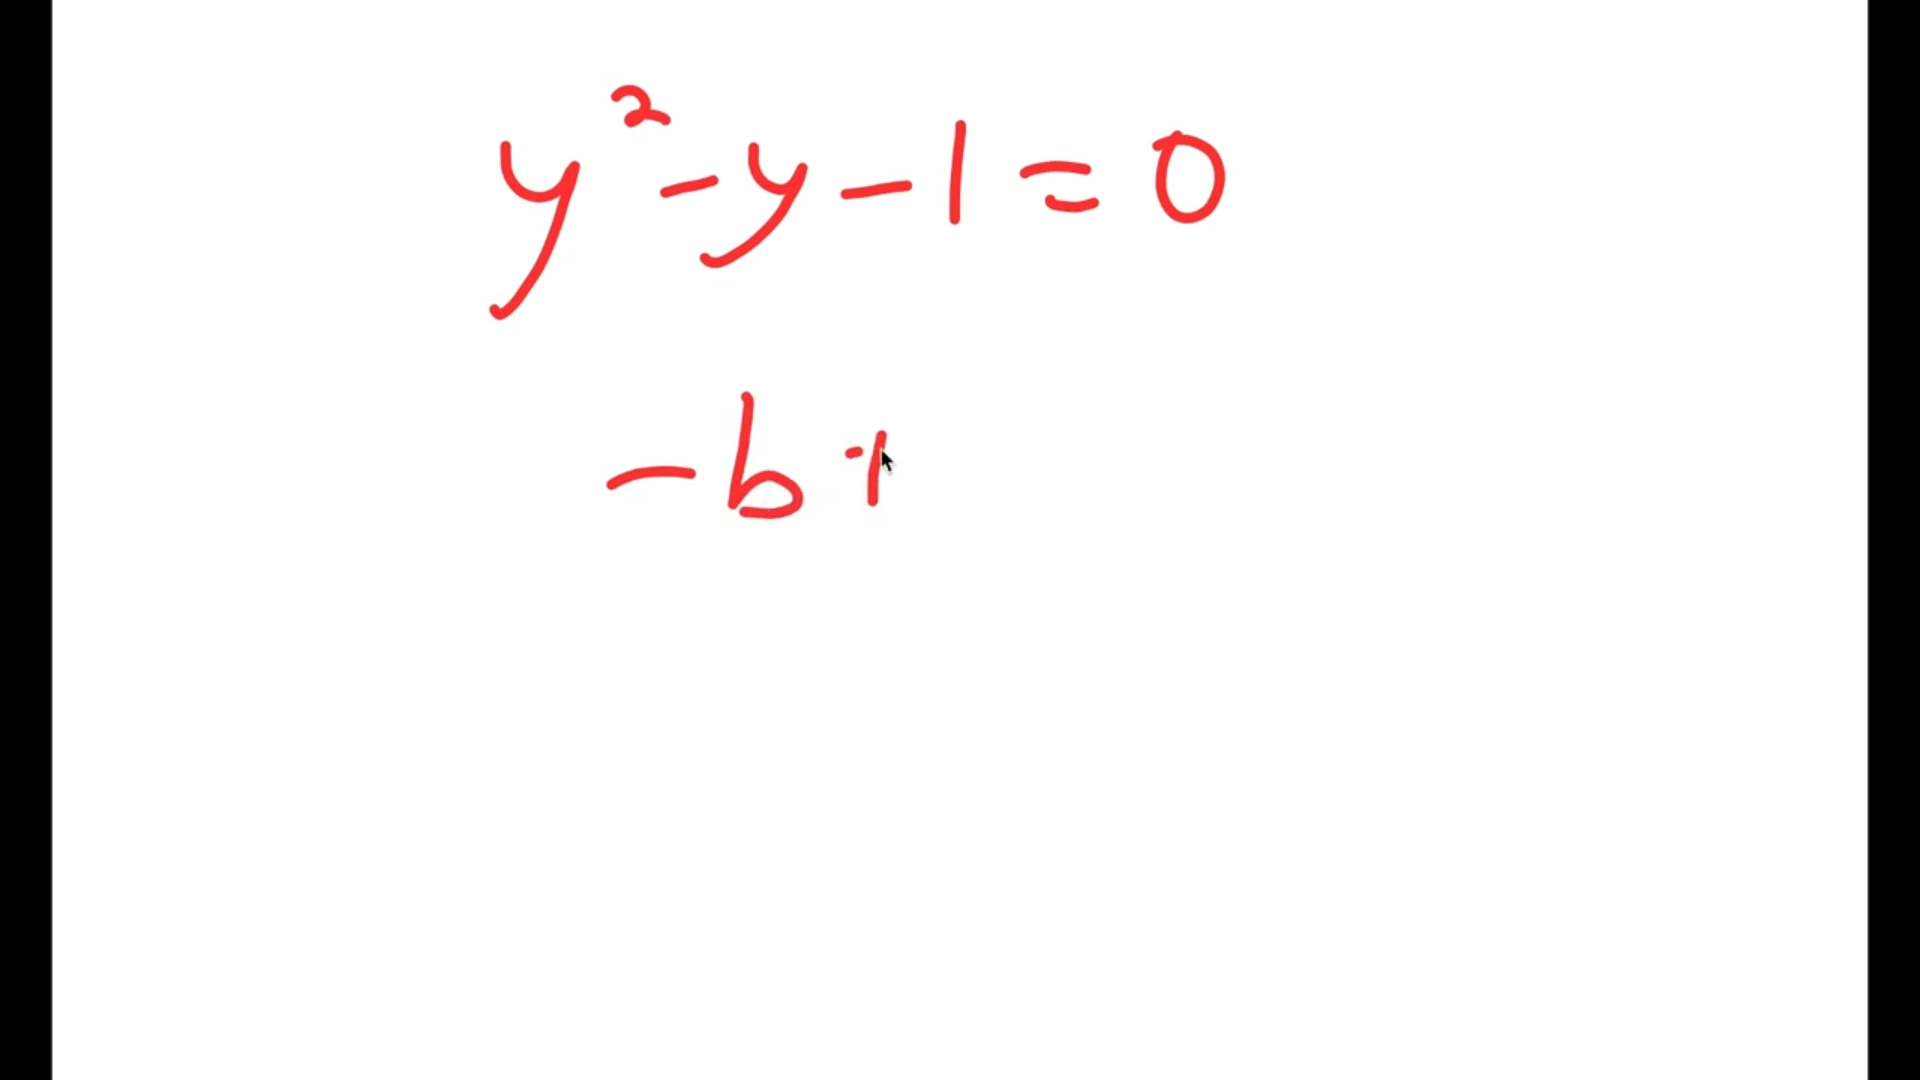 y² - y - 1 = 0
- b +